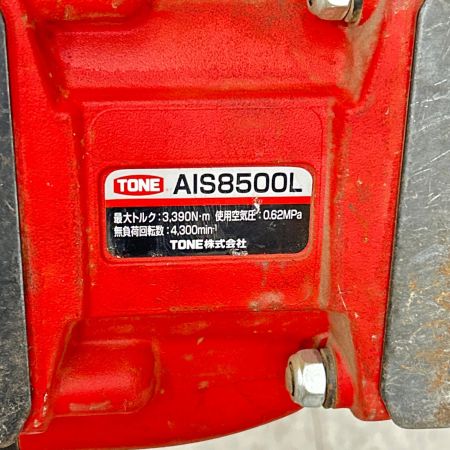 TONE AIS8500L
最大トルク:3,390N·m 使用空気圧:0.62MPa
無負荷回転数:4,300min⁻¹
TONE株式会社